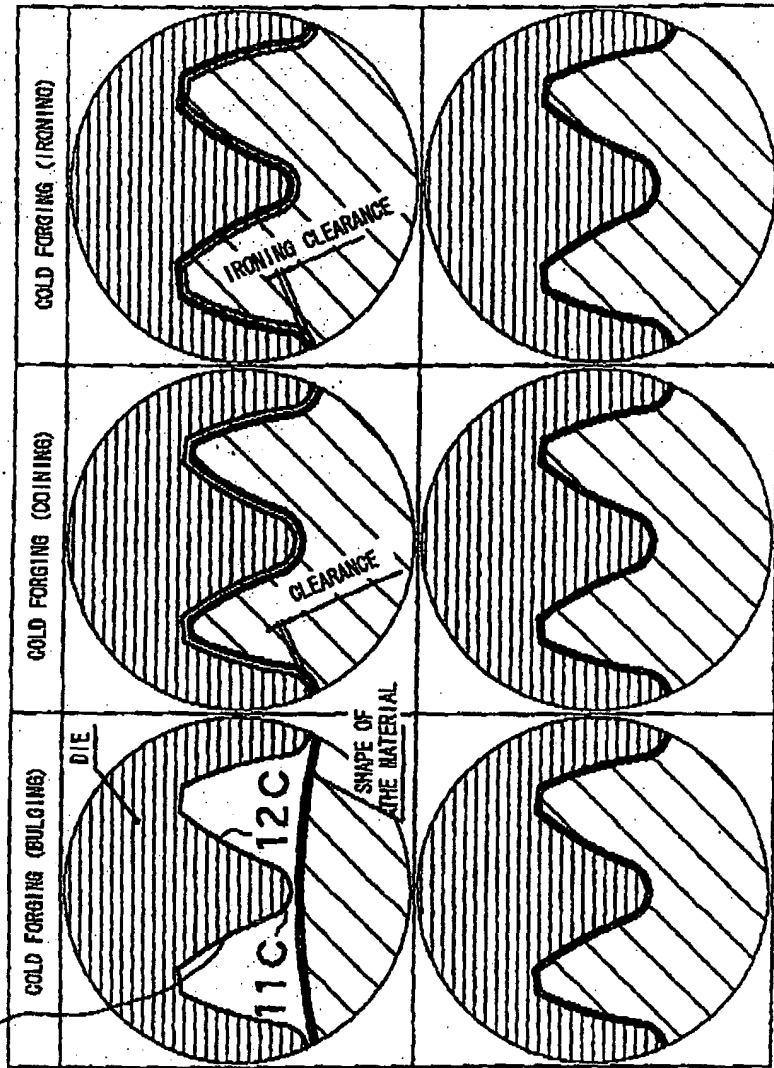 COLD FORGING (BULGING)
COLD FORGING (COINING)
COLD FORGING (IRONING)
DIE
11C
12C
SHAPE OF
THE MATERIAL
CLEARANCE
IRONING CLEARANCE